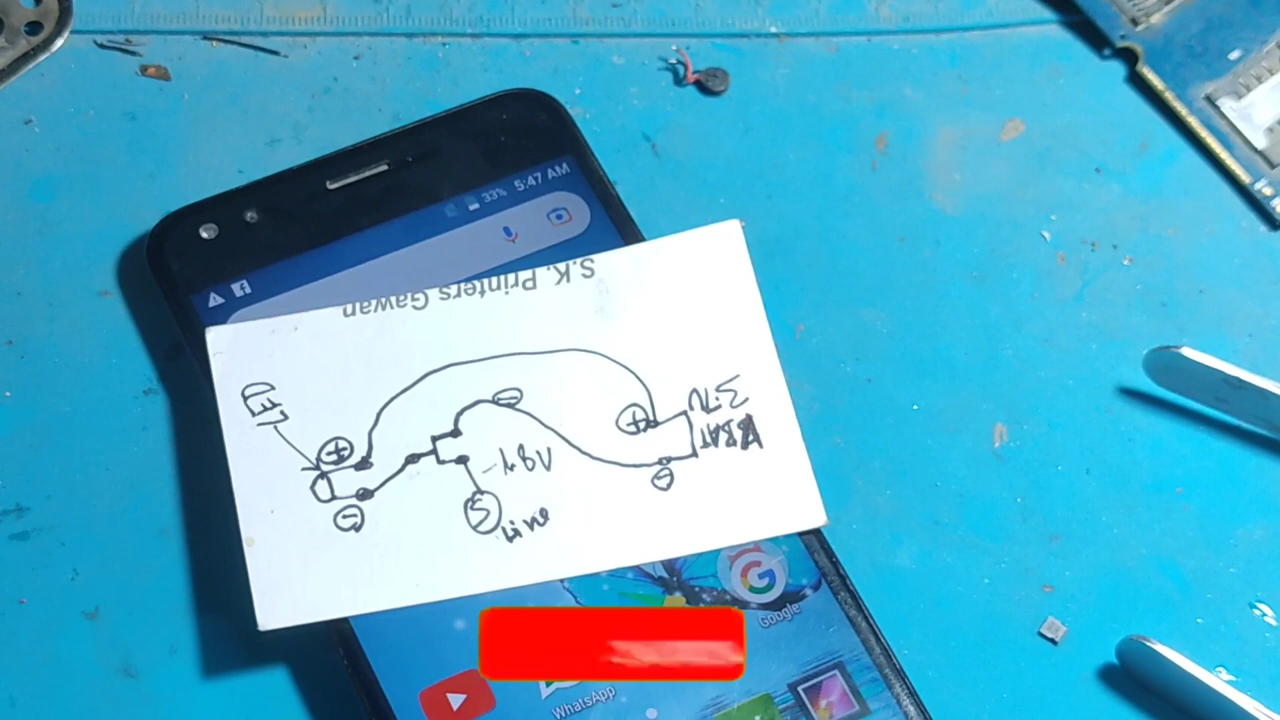 33% 5:47 AM
S.K. Printers Gawan
LED
+
+
-
-
-
3.7V
BAT
1.8V
S
Line
Google
WhatsApp